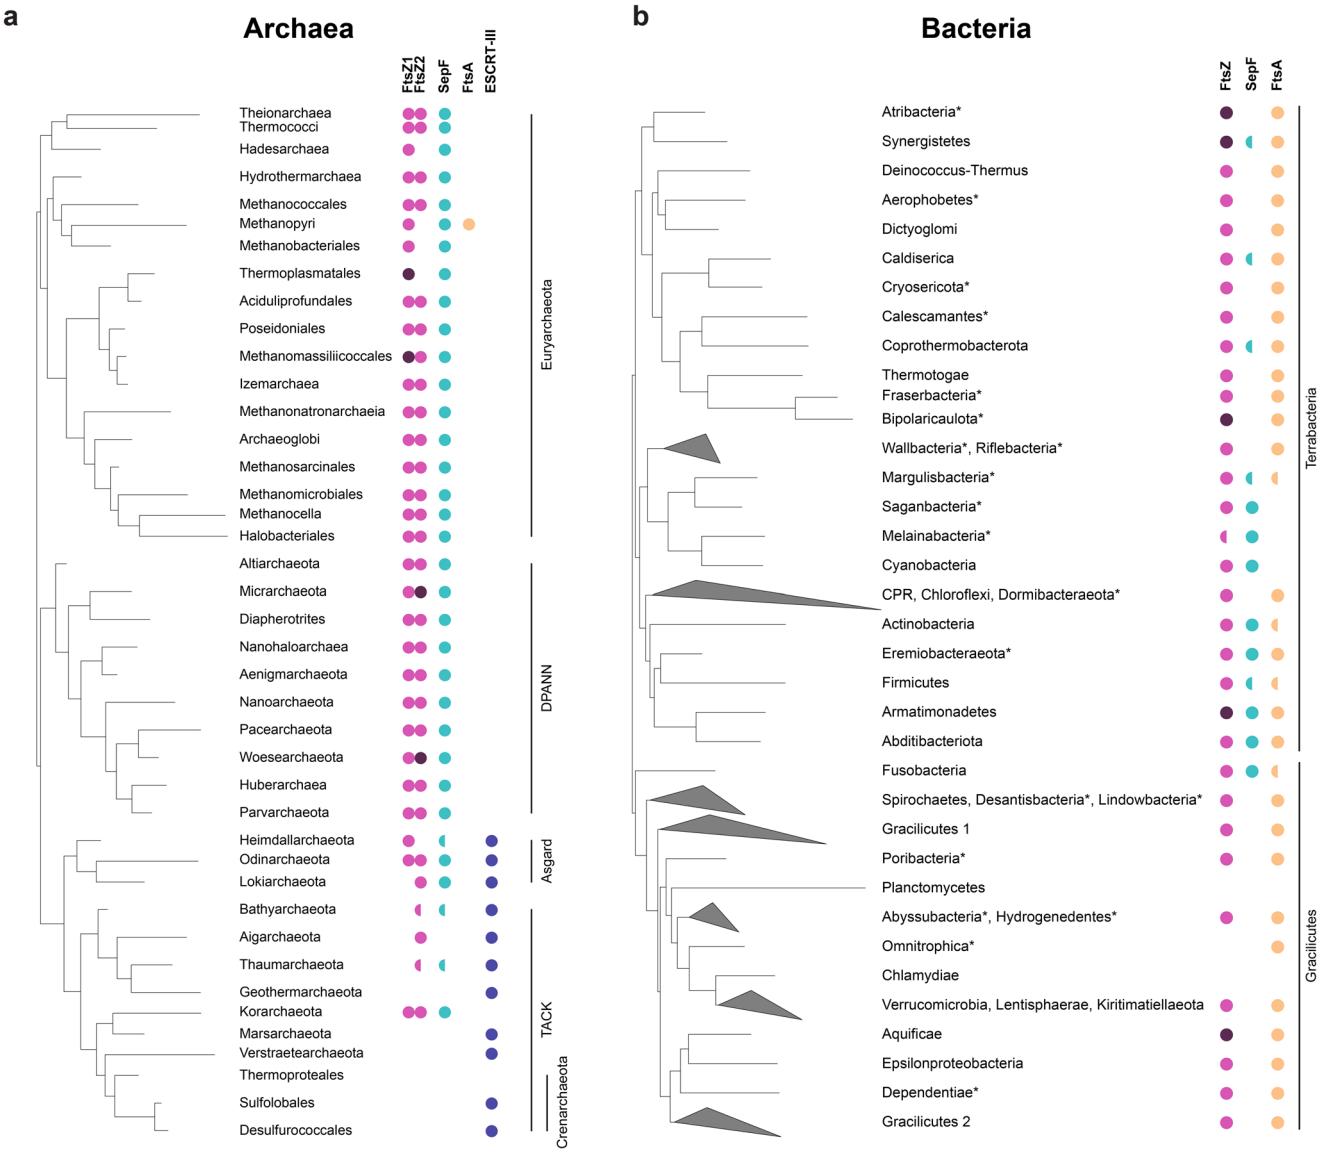 a
Archaea
FtsZ1
FtsZ2
SepF
FtsA
ESCRT-III
Theionarchaea
Thermococci
Hadesarchaea
Hydrothermarchaea
Methanococcales
Methanopyri
Methanobacteriales
Thermoplasmatales
Aciduliprofundales
Poseidoniales
Methanomassiliicoccales
Izemarchaea
Methanonatronarchaeia
Archaeoglobi
Methanosarcinales
Methanomicrobiales
Methanocella
Halobacteriales
Altiarchaeota
Micrarchaeota
Diapherotrites
Nanohaloarchaea
Aenigmarchaeota
Nanoarchaeota
Pacearchaeota
Woesearchaeota
Huberarchaea
Parvarchaeota
Heimdallarchaeota
Odinarchaeota
Lokiarchaeota
Bathyarchaeota
Aigarchaeota
Thaumarchaeota
Geothermarchaeota
Korarchaeota
Marsarchaeota
Verstraetearchaeota
Thermoproteales
Sulfolobales
Desulfurococcales
Euryarchaeota
DPANN
Asgard
TACK
Crenarchaeota
b
Bacteria
FtsZ
SepF
FtsA
Atribacteria*
Synergistetes
Deinococcus-Thermus
Aerophobetes*
Dictyoglomi
Caldiserica
Cryosericota*
Calescamantes*
Coprothermobacterota
Thermotogae
Fraserbacteria*
Bipolaricaulota*
Wallbacteria*, Riflebacteria*
Margulisbacteria*
Saganbacteria*
Melainabacteria*
Cyanobacteria
CPR, Chloroflexi, Dormibacteraeota*
Actinobacteria
Eremiobacteraeota*
Firmicutes
Armatimonadetes
Abditibacteriota
Fusobacteria
Spirochaetes, Desantisbacteria*, Lindowbacteria*
Gracilicutes 1
Poribacteria*
Planctomycetes
Abyssubacteria*, Hydrogenedentes*
Omnitrophica*
Chlamydiae
Verrucomicrobia, Lentisphaerae, Kiritimatiellaeota
Aquificae
Epsilonproteobacteria
Dependentiae*
Gracilicutes 2
Terrabacteria
Gracilicutes